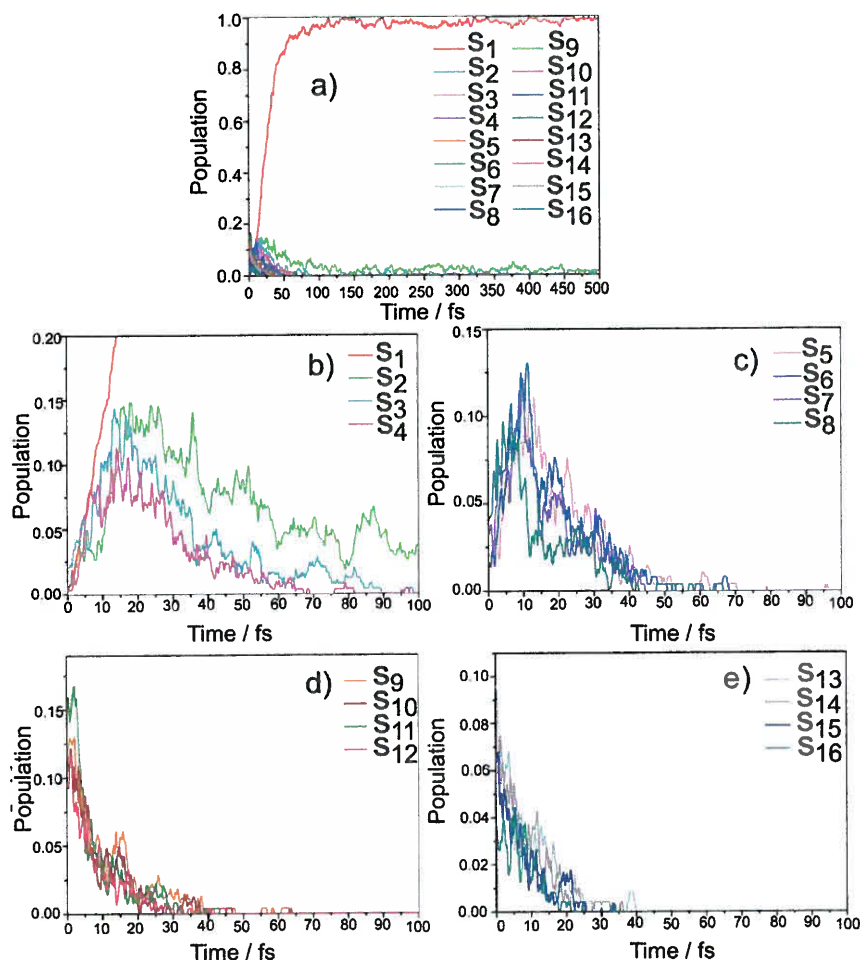 a)
Population
1.0
0.8
0.6
0.4
0.2
0.0
S1 S9
S2 S10
S3 S11
S4 S12
S5 S13
S6 S14
S7 S15
S8 S16
0 50 100 150 200 250 300 350 400 450 500
Time / fs
b)
Population
0.20
0.15
0.10
0.05
0.00
S1
S2
S3
S4
0 10 20 30 40 50 60 70 80 90 100
Time / fs
c)
Population
0.15
0.10
0.05
0.00
S5
S6
S7
S8
0 10 20 30 40 50 60 70 80 90 100
Time / fs
d)
Population
0.15
0.10
0.05
0.00
S9
S10
S11
S12
0 10 20 30 40 50 60 70 80 90 100
Time / fs
e)
Population
0.10
0.08
0.06
0.04
0.02
0.00
S13
S14
S15
S16
0 10 20 30 40 50 60 70 80 90 100
Time / fs